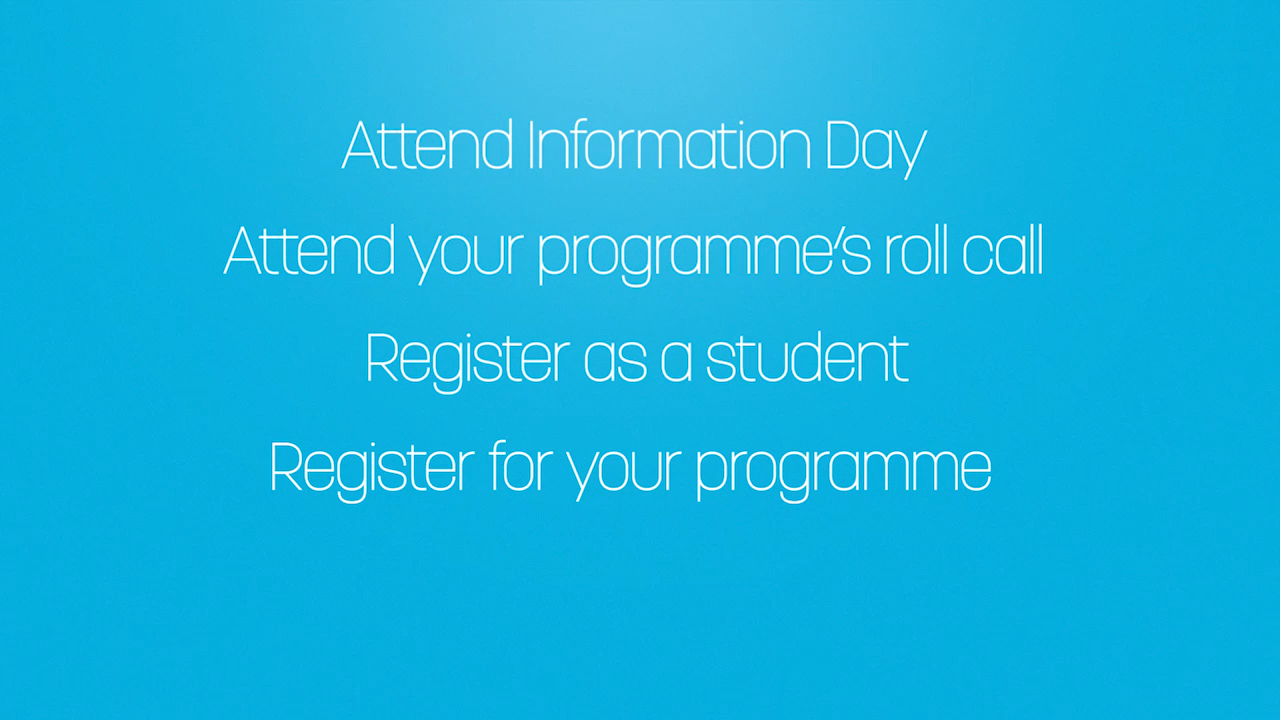 Attend Information Day
Attend your programme's roll call
Register as a student
Register for your programme